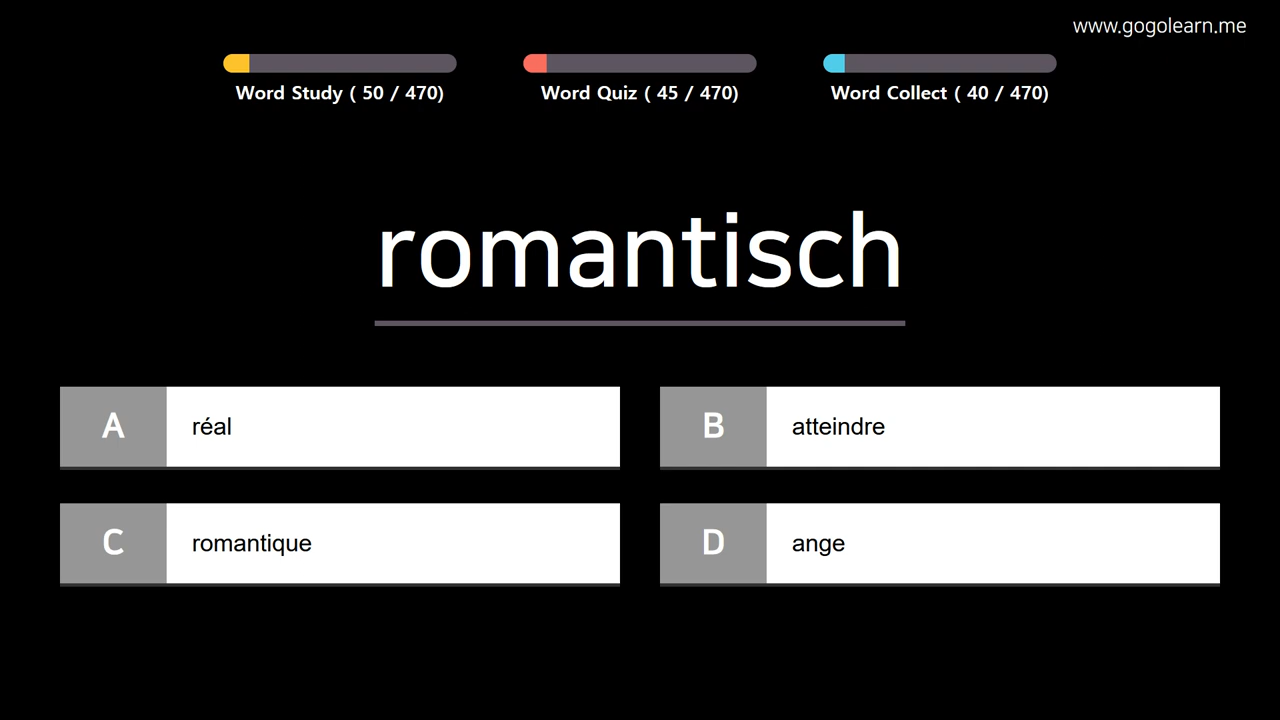 www.gogolearn.me
Word Study ( 50 / 470)
Word Quiz ( 45 / 470)
Word Collect ( 40 / 470)
romantisch
A réal
B atteindre
C romantique
D ange